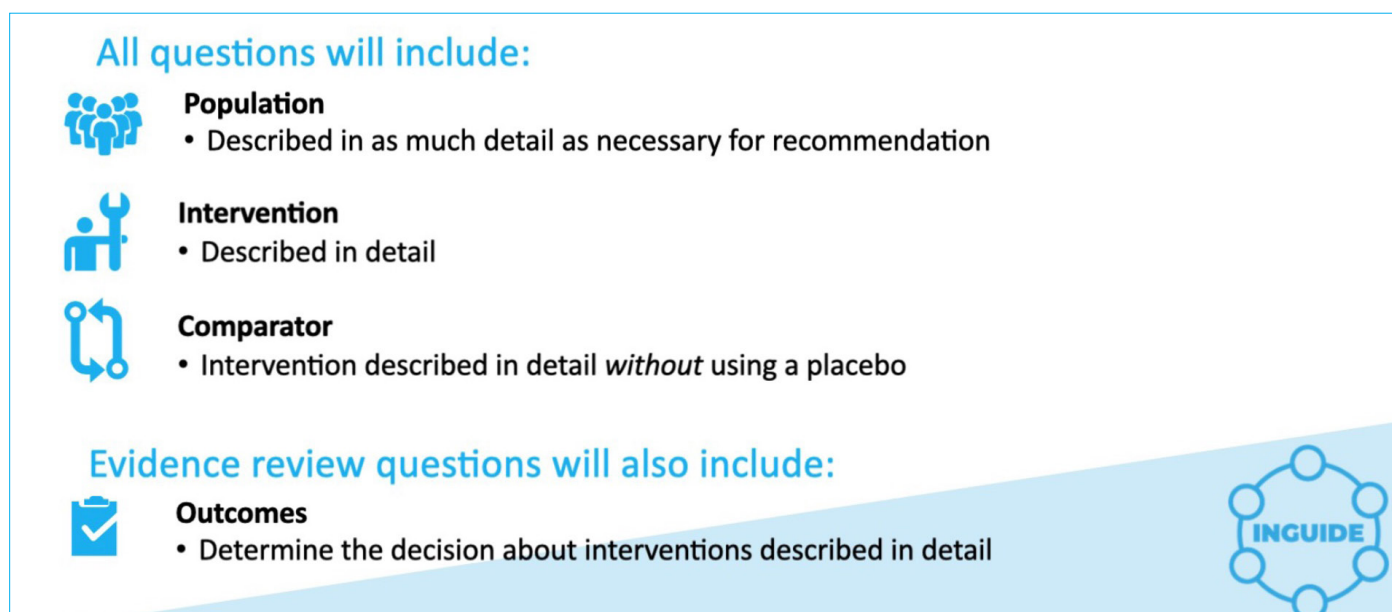 All questions will include:
Population
• Described in as much detail as necessary for recommendation
Intervention
• Described in detail
Comparator
• Intervention described in detail without using a placebo
Evidence review questions will also include:
Outcomes
• Determine the decision about interventions described in detail
INGUIDE